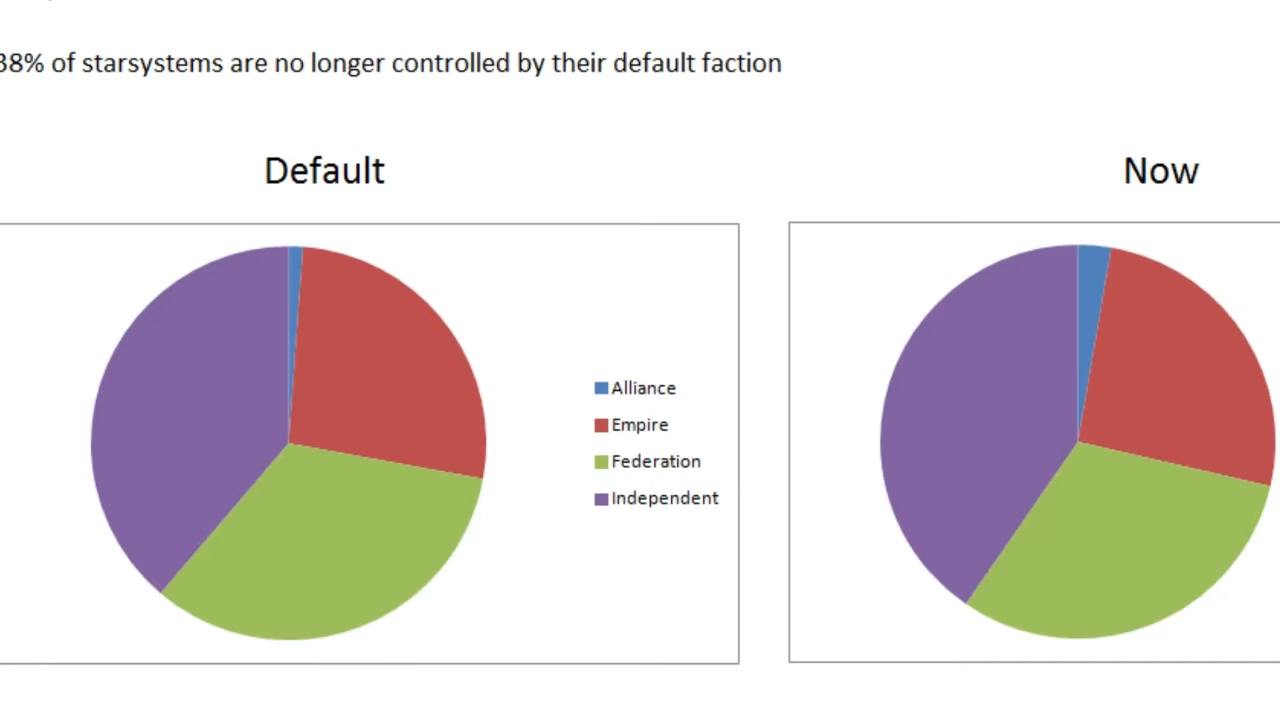 38% of starsystems are no longer controlled by their default faction
Default
Now
Alliance
Empire
Federation
Independent